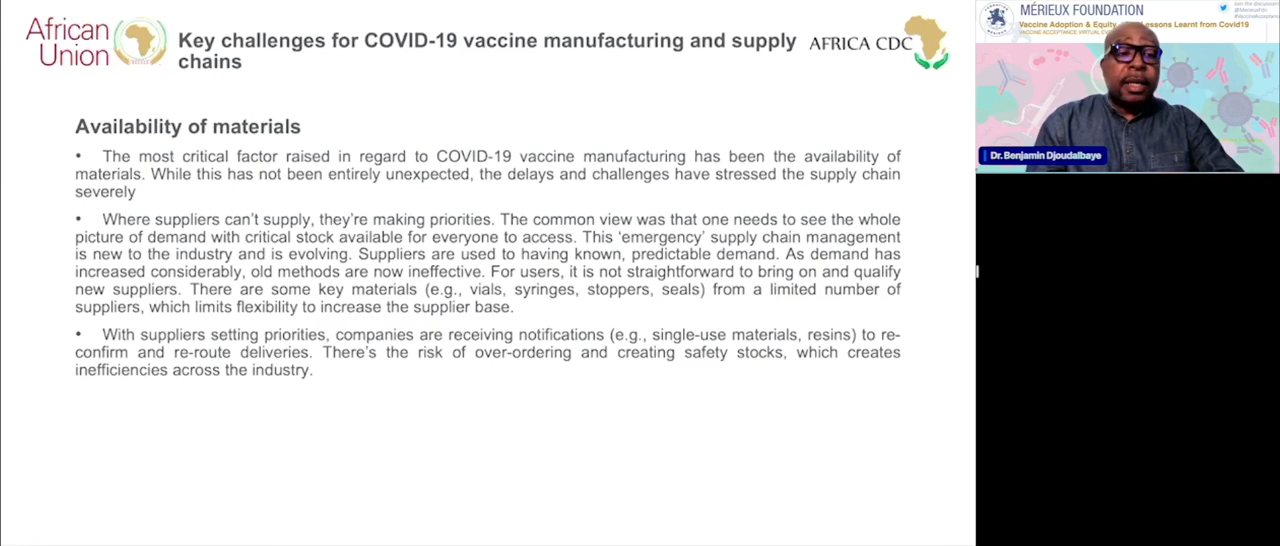 African
Union
Key challenges for COVID-19 vaccine manufacturing and supply
chains
AFRICA CDC
Availability of materials
• The most critical factor raised in regard to COVID-19 vaccine manufacturing has been the availability of
materials. While this has not been entirely unexpected, the delays and challenges have stressed the supply chain
severely
• Where suppliers can't supply, they're making priorities. The common view was that one needs to see the whole
picture of demand with critical stock available for everyone to access. This 'emergency' supply chain management
is new to the industry and is evolving. Suppliers are used to having known, predictable demand. As demand has
increased considerably, old methods are now ineffective. For users, it is not straightforward to bring on and qualify
new suppliers. There are some key materials (e.g., vials, syringes, stoppers, seals) from a limited number of
suppliers, which limits flexibility to increase the supplier base.
• With suppliers setting priorities, companies are receiving notifications (e.g., single-use materials, resins) to re-
confirm and re-route deliveries. There's the risk of over-ordering and creating safety stocks, which creates
inefficiencies across the industry.
MÉRIEUX FOUNDATION
Vaccine Adoption & Equity Lessons Learnt from Covid19
VACCINE ACCEPTANCE VIRTUAL
Join the discussion
Dr. Benjamin Djoudalbaye